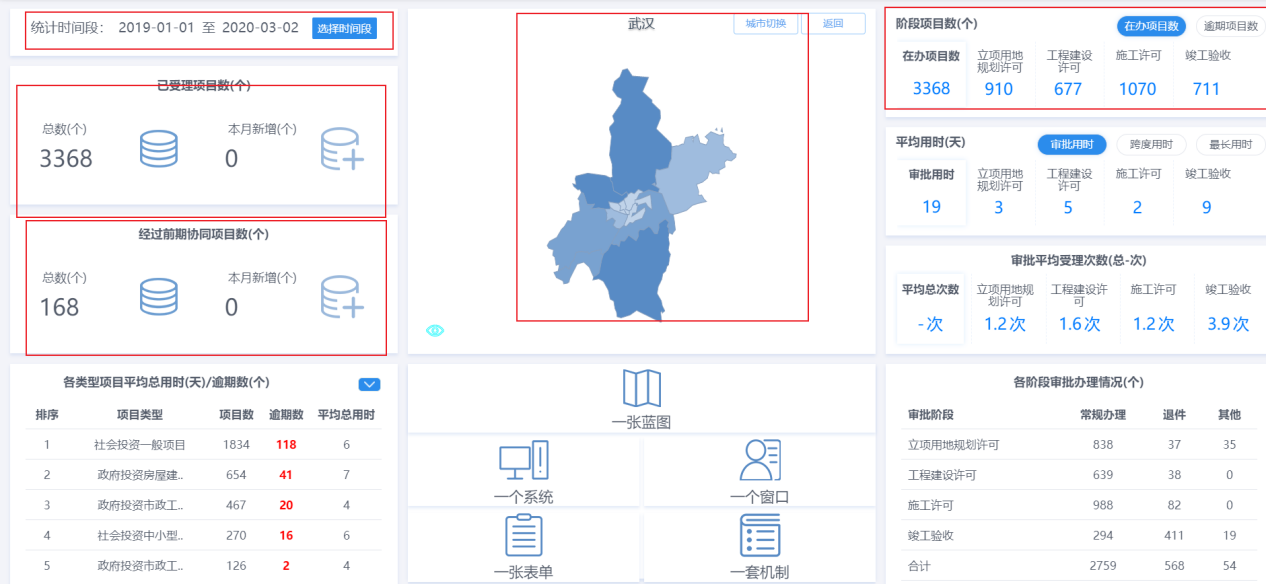 统计时间段： 2019-01-01 至 2020-03-02 选择时间段
已受理项目数(个)
总数(个) 本月新增(个)
3368 0
经过前期协同项目数(个)
总数(个) 本月新增(个)
168 0
各类型项目平均总用时(天)/逾期数(个)
排序 项目类型 项目数 逾期数 平均总用时
1 社会投资一般项目 1834 118 6
2 政府投资房屋建.. 654 41 7
3 政府投资市政工.. 467 20 4
4 社会投资中小型.. 270 16 6
5 政府投资市政工.. 126 2 4
武汉 城市切换 返回
一张蓝图
一个系统 一个窗口
一张表单 一套机制
阶段项目数(个) 在办项目数 逾期项目数
在办项目数 立项用地规划许可 工程建设许可 施工许可 竣工验收
3368 910 677 1070 711
平均用时(天) 审批用时 跨度用时 最长用时
审批用时 立项用地规划许可 工程建设许可 施工许可 竣工验收
19 3 5 2 9
审批平均受理次数(总-次)
平均总次数 立项用地规划许可 工程建设许可 施工许可 竣工验收
-次 1.2次 1.6次 1.2次 3.9次
各阶段审批办理情况(个)
审批阶段 常规办理 退件 其他
立项用地规划许可 838 37 35
工程建设许可 639 38 0
施工许可 988 82 0
竣工验收 294 411 19
合计 2759 568 54